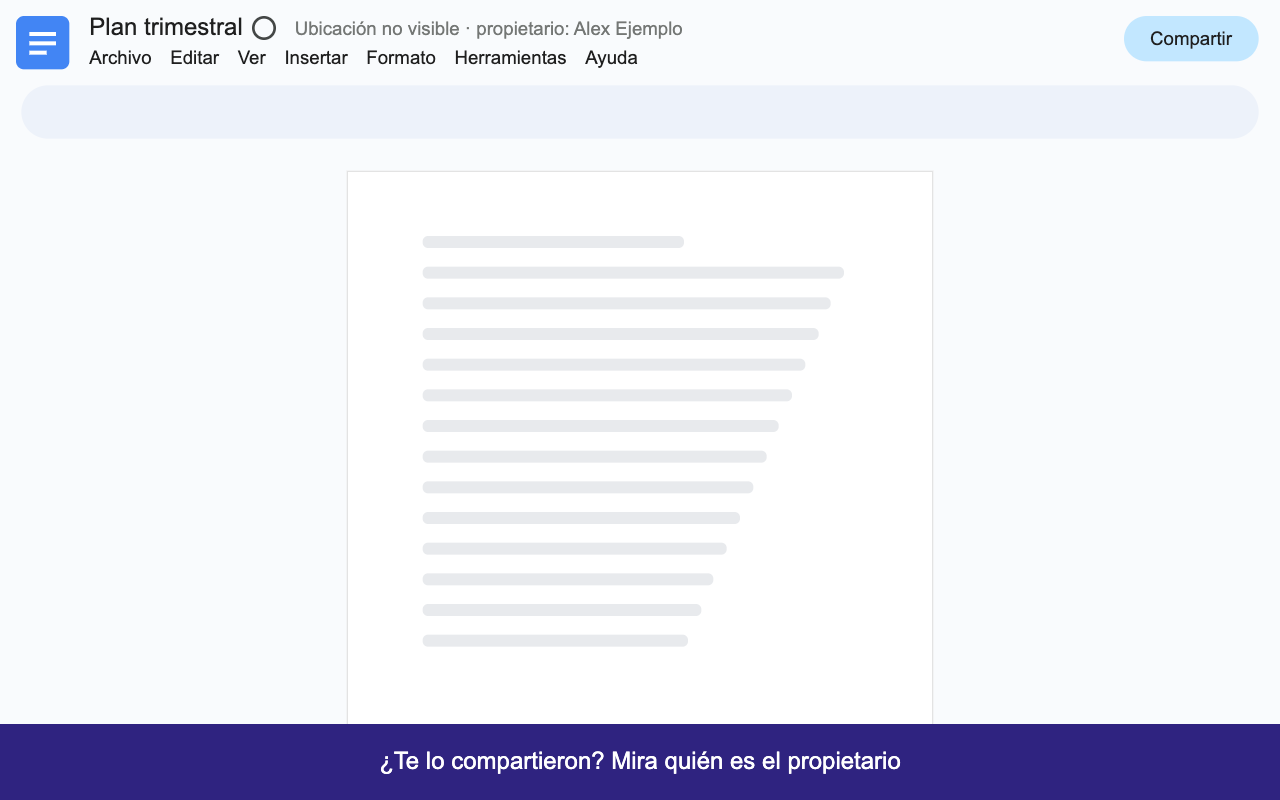 Plan trimestral
Ubicación no visible · propietario: Alex Ejemplo
Archivo Editar Ver Insertar Formato Herramientas Ayuda
Compartir
¿Te lo compartieron? Mira quién es el propietario